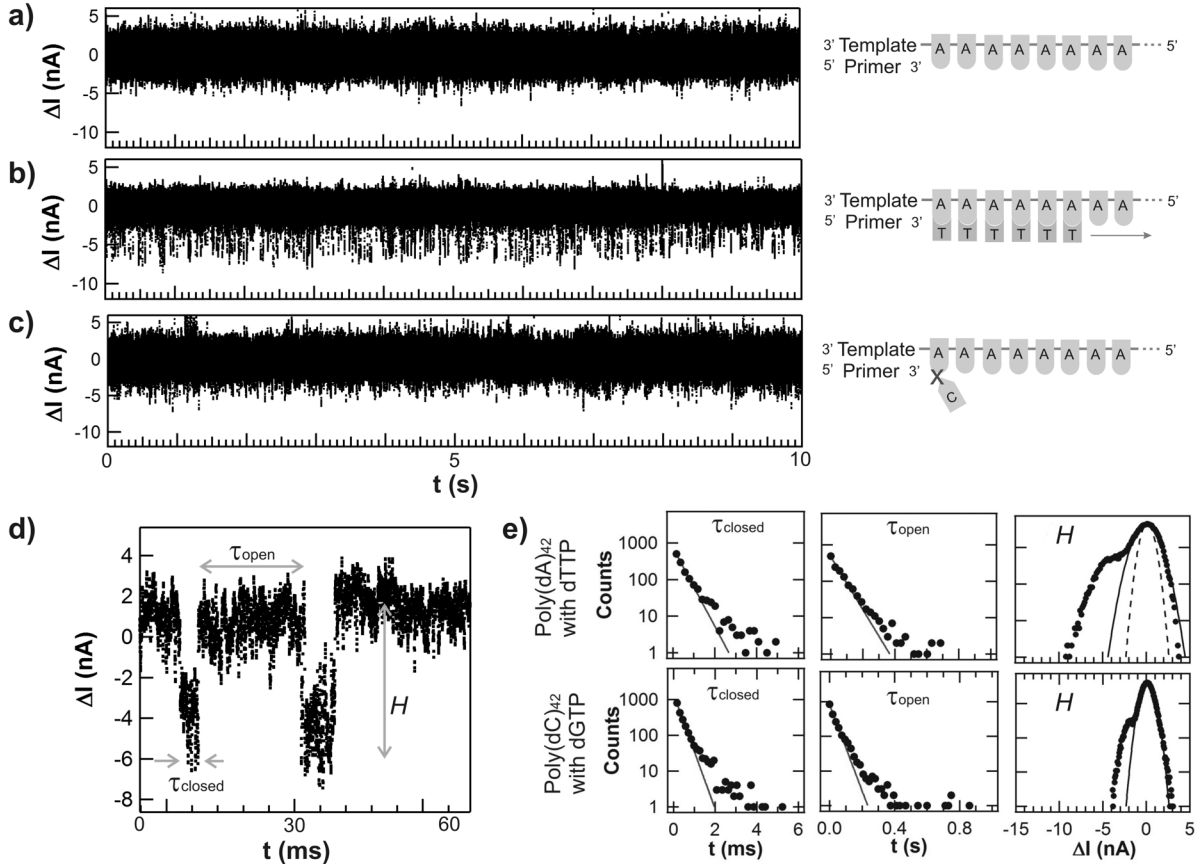 a)
ΔI (nA)
5
0
-5
-10
3' Template A A A A A A A A 5'
5' Primer 3'
b)
ΔI (nA)
5
0
-5
-10
3' Template A A A A A A A A 5'
5' Primer 3' T T T T T T
c)
ΔI (nA)
5
0
-5
-10
0 5 10
t (s)
3' Template A A A A A A A A 5'
5' Primer 3' X
C
d)
ΔI (nA)
4
2
0
-2
-4
-6
-8
τopen
H
τclosed
0 30 60
t (ms)
e)
Poly(dA)42
with dTTP
Counts
1000
100
10
1
τclosed
τopen
H
Poly(dC)42
with dGTP
Counts
1000
100
10
1
τclosed
τopen
H
0 2 4 6
t (ms)
0.0 0.4 0.8
t (s)
-15 -10 -5 0 5
ΔI (nA)